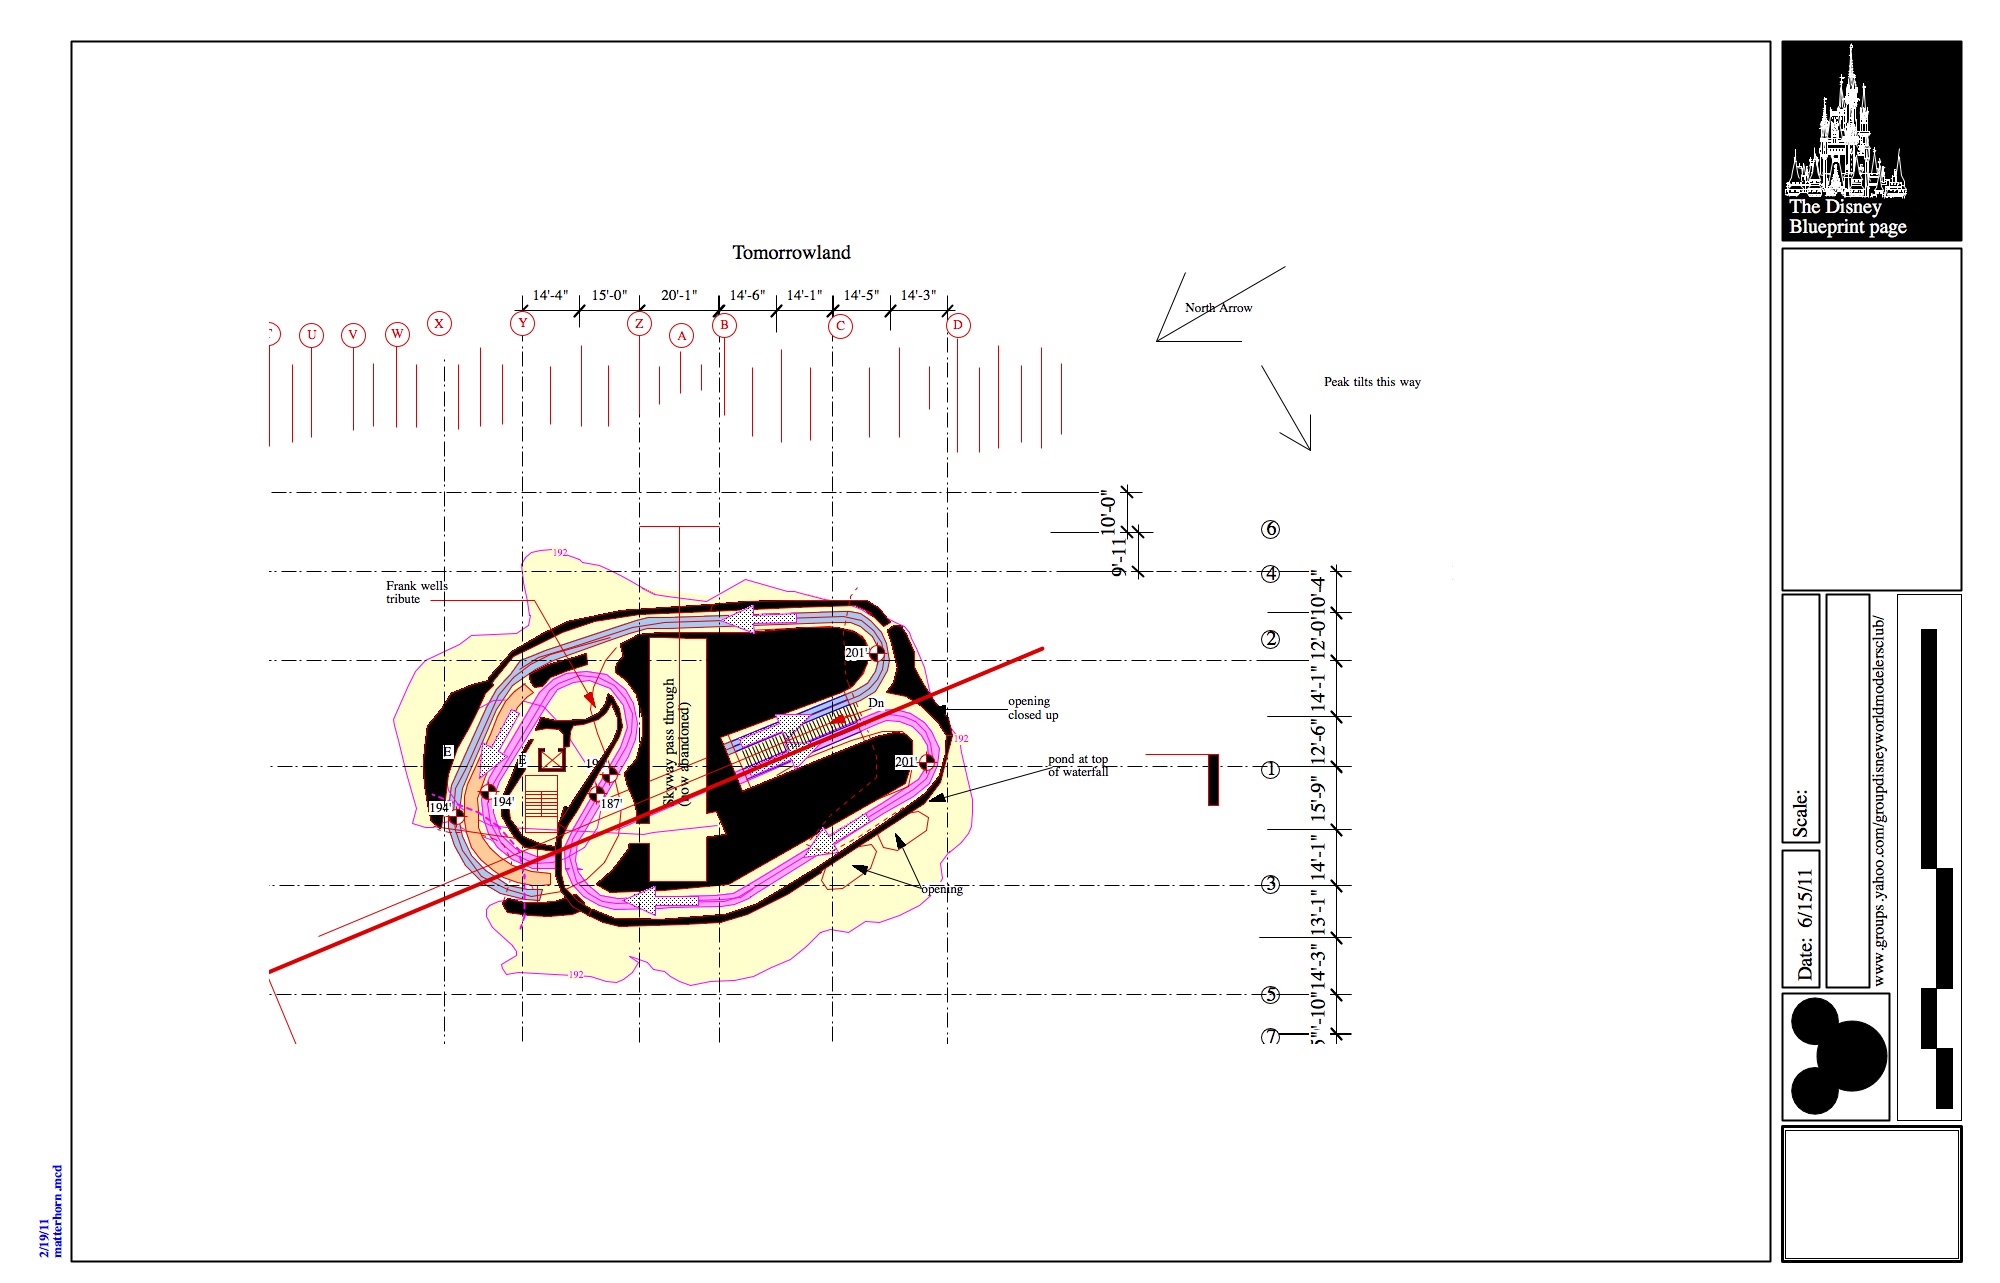 The Disney
Blueprint page
Tomorrowland
14'-4"
15'-0"
20'-1"
14'-6"
14'-1"
14'-5"
14'-3"
U
V
W
X
Y
Z
A
B
C
D
North Arrow
Peak tilts this way
10'-0"
9'-11
6
4
2
1
3
5
7
10'-4"
12'-0"
14'-1"
12'-6"
15'-9"
14'-1"
13'-1"
14'-3"
192
Frank wells
tribute
201'
Dn
opening
closed up
192
Skyway pass through
(now abandoned)
E
E
19
201'
pond at top
of waterfall
194'
194'
187'
opening
192
Scale:
Date: 6/15/11
www.groups.yahoo.com/groupdisneyworldmodelersclub/
2/19/11
matterhorn.mcd